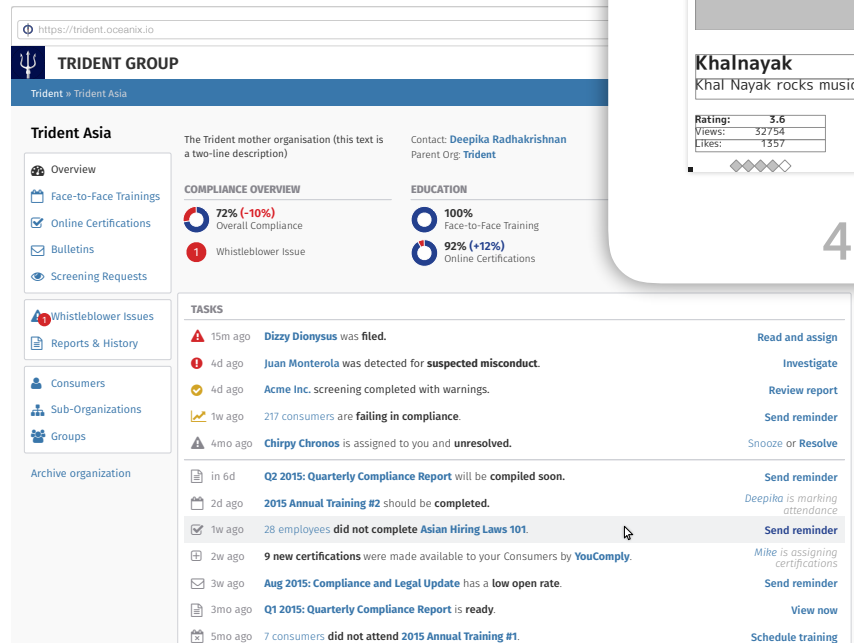 https://trident.oceanix.io
TRIDENT GROUP
Trident » Trident Asia
Trident Asia
Overview
Face-to-Face Trainings
Online Certifications
Bulletins
Screening Requests
1
Whistleblower Issues
Reports & History
Consumers
Sub-Organizations
Groups
Archive organization
The Trident mother organisation (this text is
a two-line description)
Contact: Deepika Radhakrishnan
Parent Org: Trident
COMPLIANCE OVERVIEW
72% (-10%)
Overall Compliance
1 Whistleblower Issue
EDUCATION
100%
Face-to-Face Training
92% (+12%)
Online Certifications
TASKS
15m ago Dizzy Dionysus was filed. Read and assign
4d ago Juan Monterola was detected for suspected misconduct. Investigate
4d ago Acme Inc. screening completed with warnings. Review report
1w ago 217 consumers are failing in compliance. Send reminder
4mo ago Chirpy Chronos is assigned to you and unresolved. Snooze or Resolve
in 6d Q2 2015: Quarterly Compliance Report will be compiled soon. Send reminder
2d ago 2015 Annual Training #2 should be completed. Deepika is marking
attendance
1w ago 28 employees did not complete Asian Hiring Laws 101. Send reminder
2w ago 9 new certifications were made available to your Consumers by YouComply. Mike is assigning
certifications
3w ago Aug 2015: Compliance and Legal Update has a low open rate. Send reminder
3mo ago Q1 2015: Quarterly Compliance Report is ready. View now
5mo ago 7 consumers did not attend 2015 Annual Training #1. Schedule training
Khalnayak
Khal Nayak rocks music
Rating: 3.6
Views: 32754
Likes: 1357
4